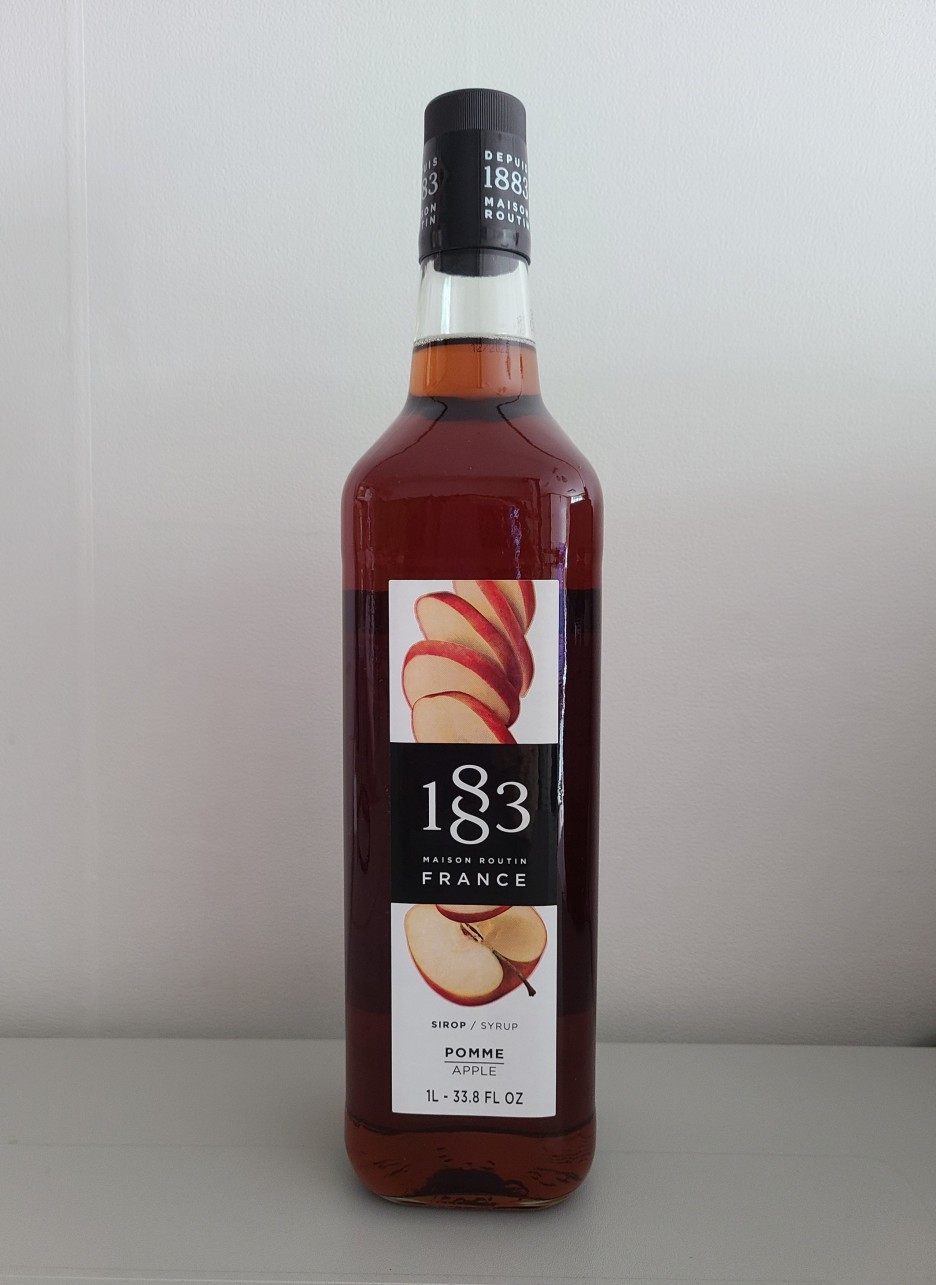 DEPUIS
1883
MAISON
ROUTIN
1883
MAISON ROUTIN
FRANCE
SIROP / SYRUP
POMME
APPLE
1L - 33.8 FL OZ